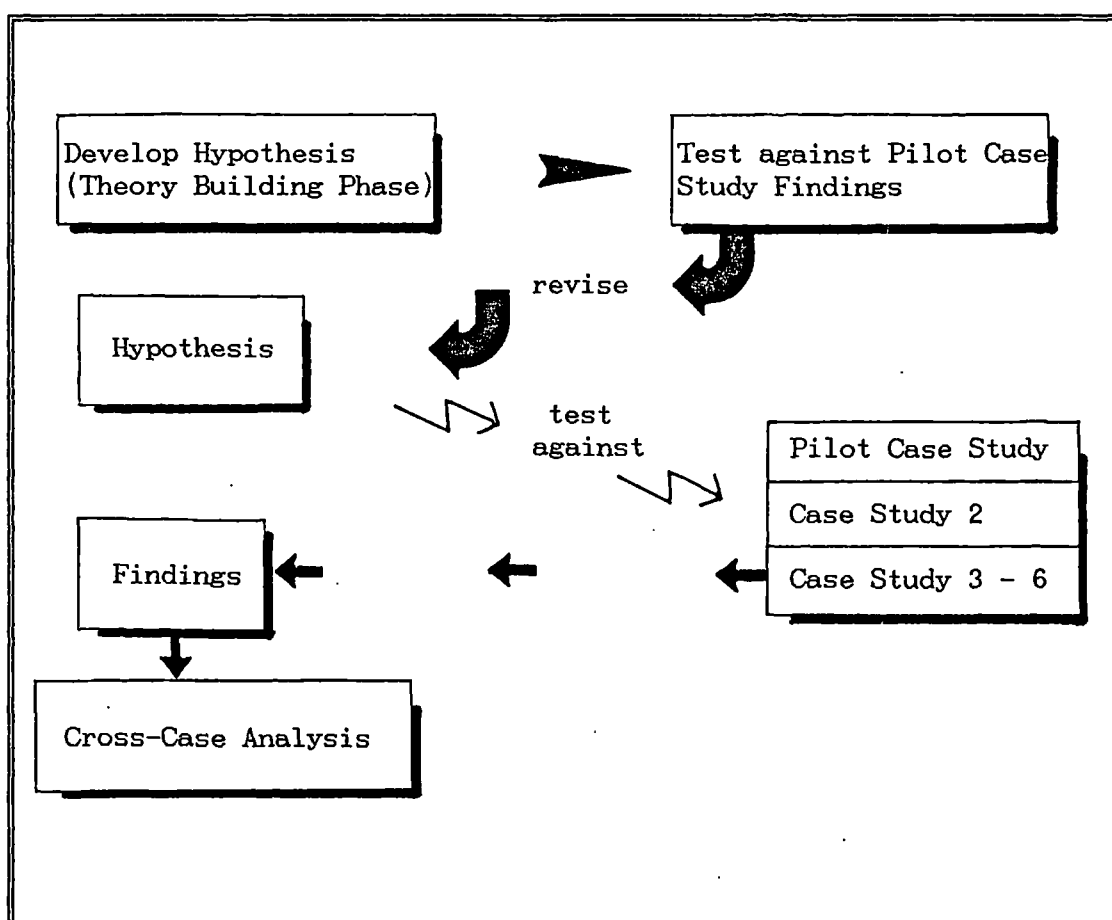 Develop Hypothesis
(Theory Building Phase)
Test against Pilot Case
Study Findings
revise
Hypothesis
test
against
Pilot Case Study
Case Study 2
Case Study 3 - 6
Findings
Cross-Case Analysis